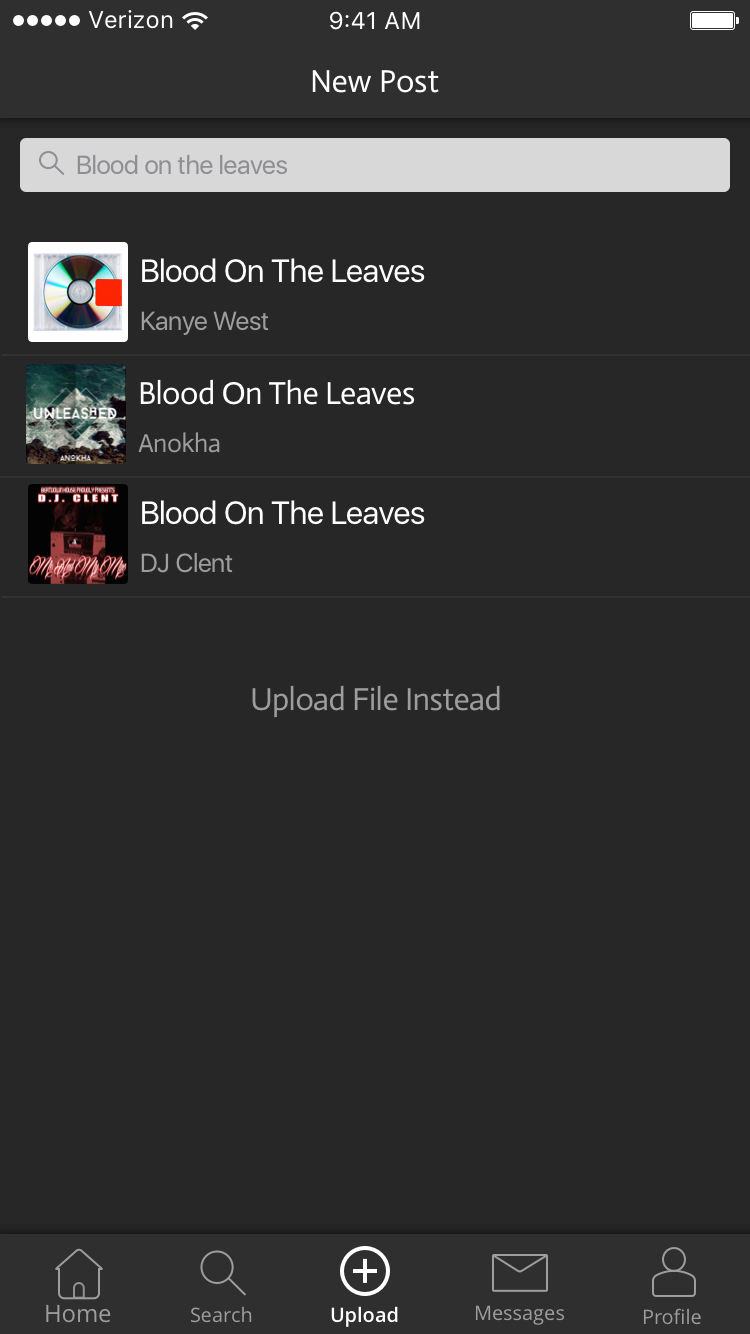 Verizon 9:41 AM
New Post
Blood on the leaves
Blood On The Leaves
Kanye West
UNLEASHED
ANOKHA
Blood On The Leaves
Anokha
D.J. CLENT
Blood On The Leaves
DJ Clent
Upload File Instead
Home Search Upload Messages Profile